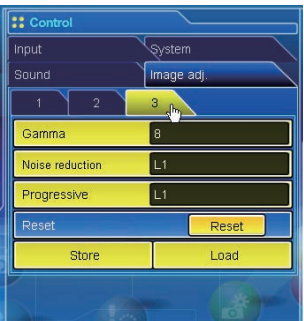 Control
Input System
Sound Image adj.
1 2 3
Gamma 8
Noise reduction L1
Progressive L1
Reset Reset
Store Load